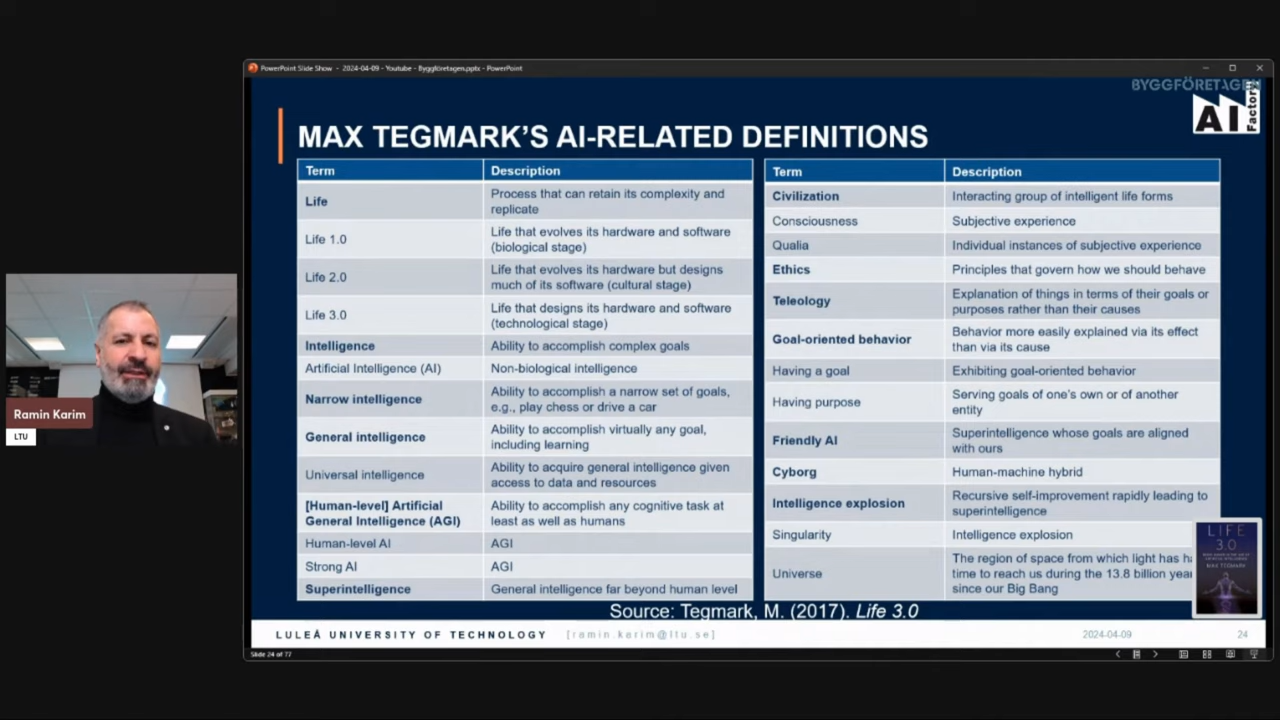 PowerPoint Slide Show - 2024-04-09 - Youtube - Byggföretagen.pptx - PowerPoint
BYGGFÖRETAGEN
AI Factory
MAX TEGMARK'S AI-RELATED DEFINITIONS
Term Description
Life Process that can retain its complexity and
replicate
Life 1.0 Life that evolves its hardware and software
(biological stage)
Life 2.0 Life that evolves its hardware but designs
much of its software (cultural stage)
Life 3.0 Life that designs its hardware and software
(technological stage)
Intelligence Ability to accomplish complex goals
Artificial Intelligence (AI) Non-biological intelligence
Narrow intelligence Ability to accomplish a narrow set of goals,
e.g., play chess or drive a car
General intelligence Ability to accomplish virtually any goal,
including learning
Universal intelligence Ability to acquire general intelligence given
access to data and resources
[Human-level] Artificial Ability to accomplish any cognitive task at
General Intelligence (AGI) least as well as humans
Human-level AI AGI
Strong AI AGI
Superintelligence General intelligence far beyond human level
Term Description
Civilization Interacting group of intelligent life forms
Consciousness Subjective experience
Qualia Individual instances of subjective experience
Ethics Principles that govern how we should behave
Teleology Explanation of things in terms of their goals or
purposes rather than their causes
Goal-oriented behavior Behavior more easily explained via its effect
than via its cause
Having a goal Exhibiting goal-oriented behavior
Having purpose Serving goals of one's own or of another
entity
Friendly AI Superintelligence whose goals are aligned
with ours
Cyborg Human-machine hybrid
Intelligence explosion Recursive self-improvement rapidly leading to
superintelligence
Singularity Intelligence explosion
Universe The region of space from which light has
time to reach us during the 13.8 billion year
since our Big Bang
LIFE
3.0
MAX TEGMARK
Source: Tegmark, M. (2017). Life 3.0
LULEÅ UNIVERSITY OF TECHNOLOGY [ramin.karim@ltu.se] 2024-04-09 24
Slide 24 of 77
Ramin Karim
LTU